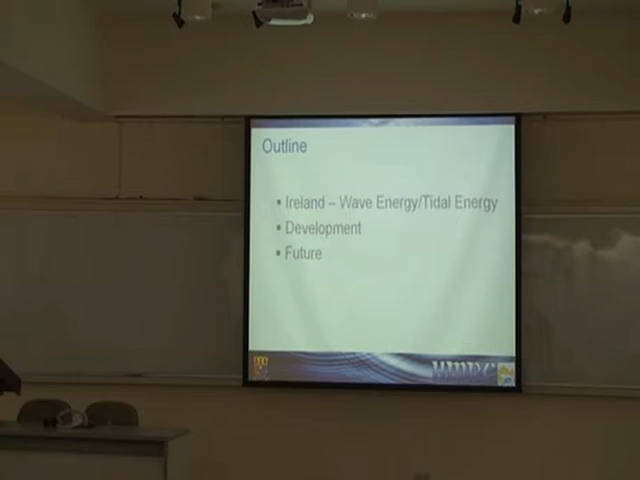 Outline
▪ Ireland – Wave Energy/Tidal Energy
▪ Development
▪ Future